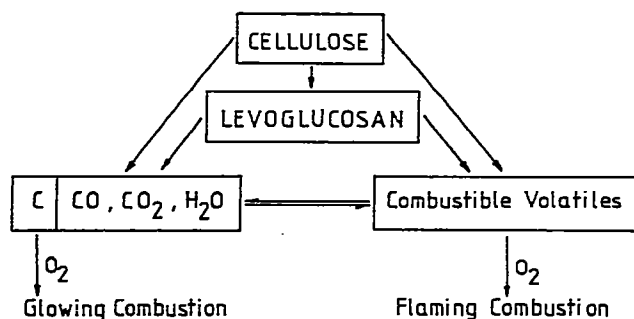 CELLULOSE
LEVOGLUCOSAN
C CO, CO₂, H₂O
Combustible Volatiles
O₂
O₂
Glowing Combustion
Flaming Combustion